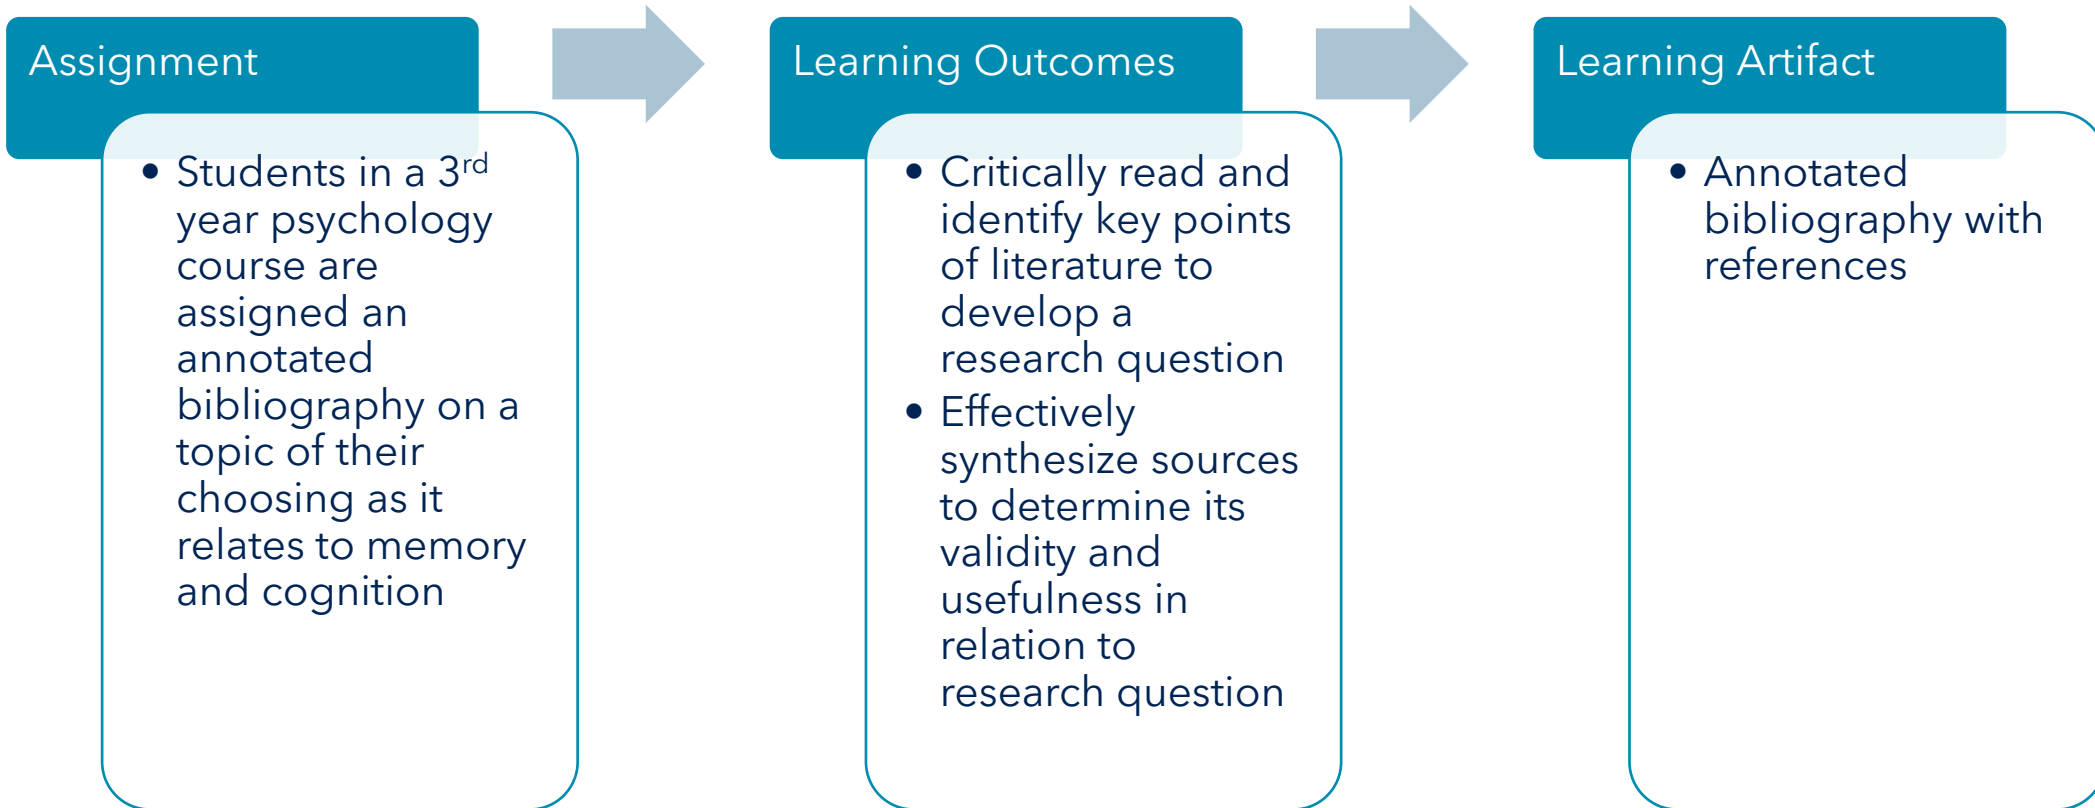 Assignment
• Students in a 3rd
year psychology
course are
assigned an
annotated
bibliography on a
topic of their
choosing as it
relates to memory
and cognition
Learning Outcomes
• Critically read and
identify key points
of literature to
develop a
research question
• Effectively
synthesize sources
to determine its
validity and
usefulness in
relation to
research question
Learning Artifact
• Annotated
bibliography with
references